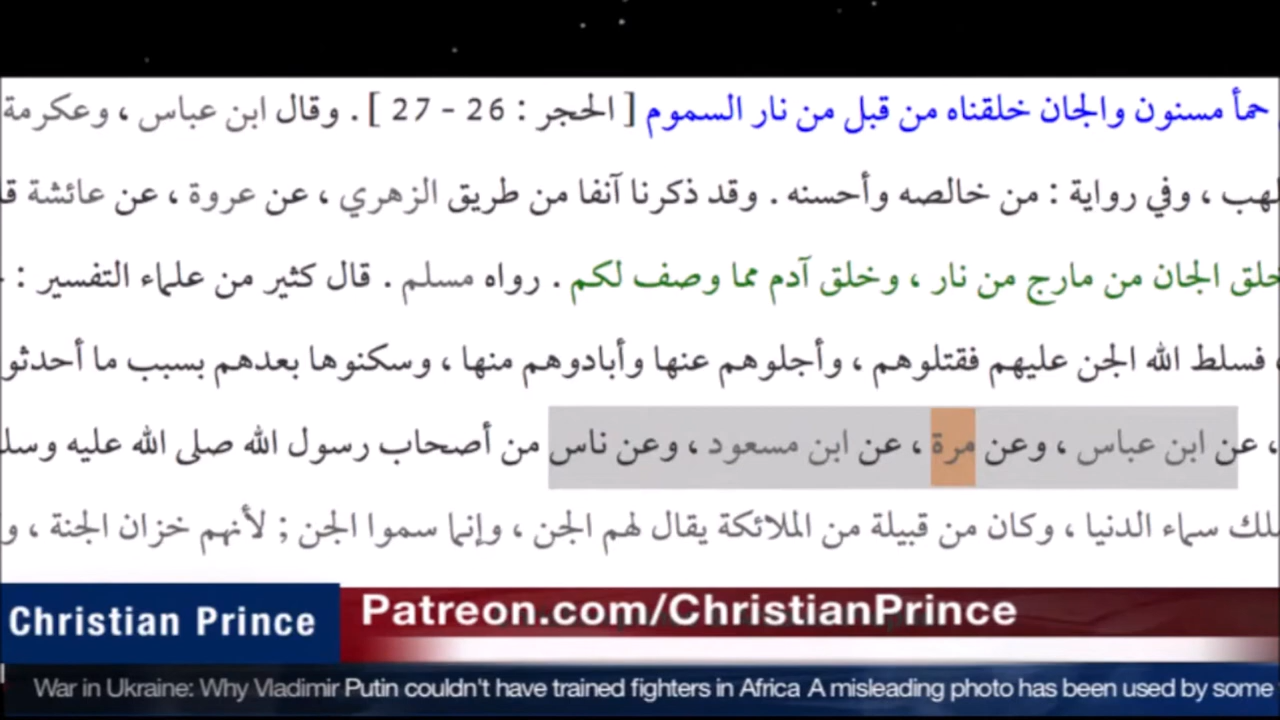 حمأ مسنون والجان خلقناه من قبل من نار السموم [ الحجر : 26 - 27 ] . وقال ابن عباس ، وعكرمة
لهب ، وفي رواية : من خالصه وأحسنه . وقد ذكرنا آنفا من طريق الزهري ، عن عروة ، عن عائشة
خلق الجان من مارج من نار ، وخلق آدم مما وصف لكم . رواه مسلم . قال كثير من علماء التفسير :
، فسلط الله الجن عليهم فقتلوهم ، وأجلوهم عنها وأبادوهم منها ، وسكنوها بعدهم بسبب ما أحدثو
، عن ابن عباس ، وعن مرة ، عن ابن مسعود ، وعن ناس من أصحاب رسول الله صلى الله عليه وسل
سماء الدنيا ، وكان من قبيلة من الملائكة يقال لهم الجن ، وإنما سموا الجن ; لأنهم خزان الجنة ، و
Christian Prince
Patreon.com/ChristianPrince
War in Ukraine: Why Vladimir Putin couldn't have trained fighters in Africa A misleading photo has been used by some